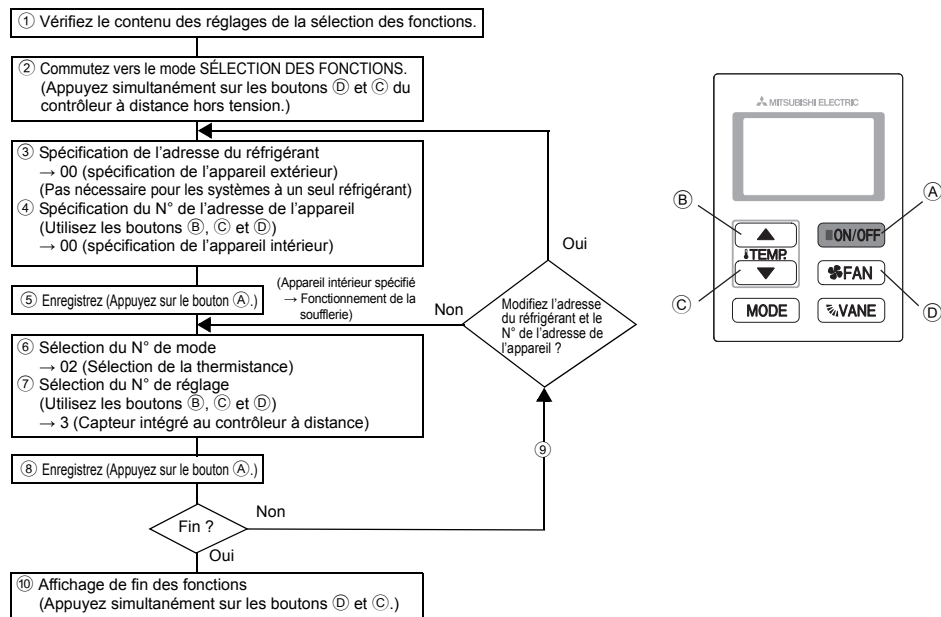 ① Vérifiez le contenu des réglages de la sélection des fonctions.
② Commutez vers le mode SÉLECTION DES FONCTIONS.
(Appuyez simultanément sur les boutons Ⓓ et Ⓒ du
contrôleur à distance hors tension.)
③ Spécification de l'adresse du réfrigérant
→ 00 (spécification de l'appareil extérieur)
(Pas nécessaire pour les systèmes à un seul réfrigérant)
④ Spécification du N° de l'adresse de l'appareil
(Utilisez les boutons Ⓑ, Ⓒ et Ⓓ)
→ 00 (spécification de l'appareil intérieur)
⑤ Enregistrez (Appuyez sur le bouton Ⓐ.)
(Appareil intérieur spécifié
→ Fonctionnement de la
soufflerie)
Non
Oui
Modifiez l'adresse
du réfrigérant et le
N° de l'adresse de
l'appareil ?
⑥ Sélection du N° de mode
→ 02 (Sélection de la thermistance)
⑦ Sélection du N° de réglage
(Utilisez les boutons Ⓑ, Ⓒ et Ⓓ)
→ 3 (Capteur intégré au contrôleur à distance)
⑧ Enregistrez (Appuyez sur le bouton Ⓐ.)
⑨
Fin ?
Non
Oui
⑩ Affichage de fin des fonctions
(Appuyez simultanément sur les boutons Ⓓ et Ⓒ.)
MITSUBISHI ELECTRIC
Ⓐ
Ⓑ
ON/OFF
TEMP.
FAN
Ⓒ
Ⓓ
MODE
VANE